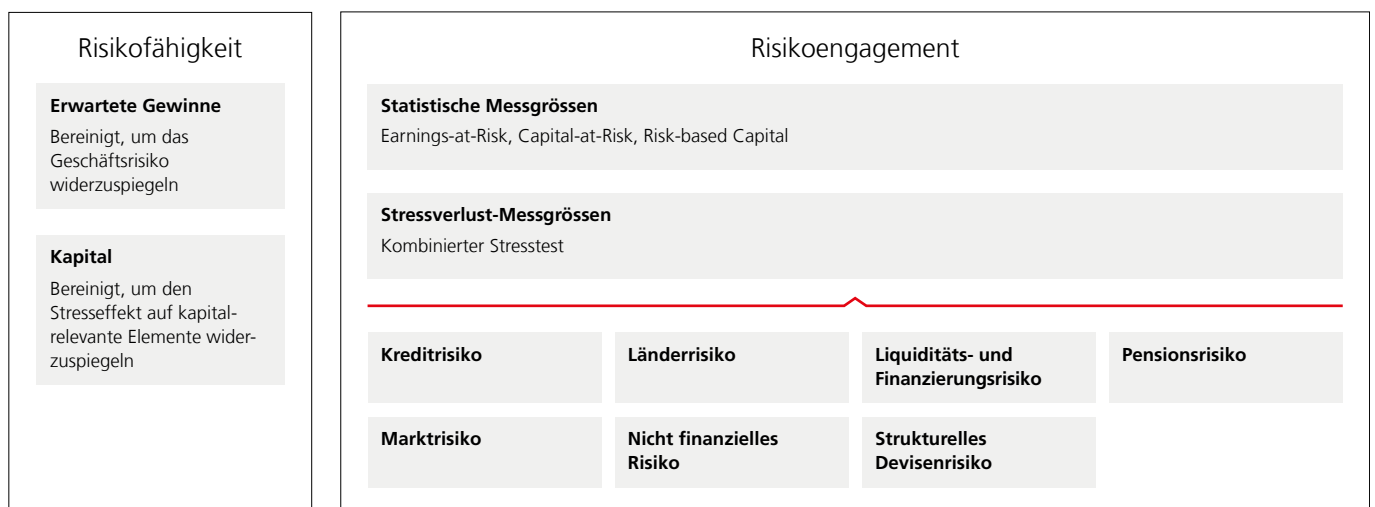 Risikofähigkeit
Erwartete Gewinne
Bereinigt, um das
Geschäftsrisiko
widerzuspiegeln
Kapital
Bereinigt, um den
Stresseffekt auf kapital-
relevante Elemente wider-
zuspiegeln
Risikoengagement
Statistische Messgrössen
Earnings-at-Risk, Capital-at-Risk, Risk-based Capital
Stressverlust-Messgrössen
Kombinierter Stresstest
Kreditrisiko
Länderrisiko
Liquiditäts- und
Finanzierungsrisiko
Pensionsrisiko
Marktrisiko
Nicht finanzielles
Risiko
Strukturelles
Devisenrisiko